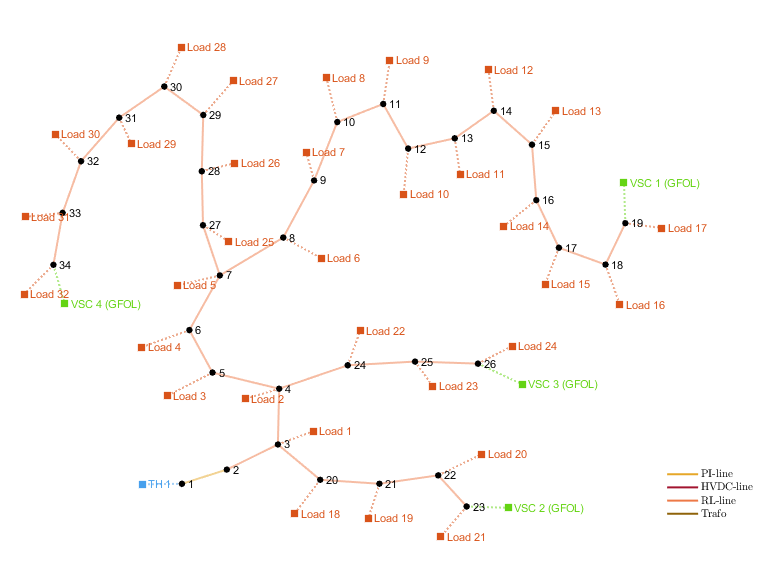 Load 28
30
Load 27
29
31
Load 30
Load 29
32
28
Load 26
33
Load 31
27
Load 25
34
Load 32
VSC 4 (GFOL)
Load 9
Load 8
11
10
Load 12
14
Load 13
13
12
15
Load 7
9
Load 10
Load 11
16
VSC 1 (GFOL)
Load 14
19
Load 17
8
Load 6
17
18
7
Load 5
Load 15
Load 16
6
Load 4
Load 22
Load 24
24
25
26
5
4
Load 23
VSC 3 (GFOL)
Load 3
Load 2
Load 1
3
2
TH 1
1
20
21
22
Load 20
23
VSC 2 (GFOL)
Load 18
Load 19
Load 21
PI-line
HVDC-line
RL-line
Trafo